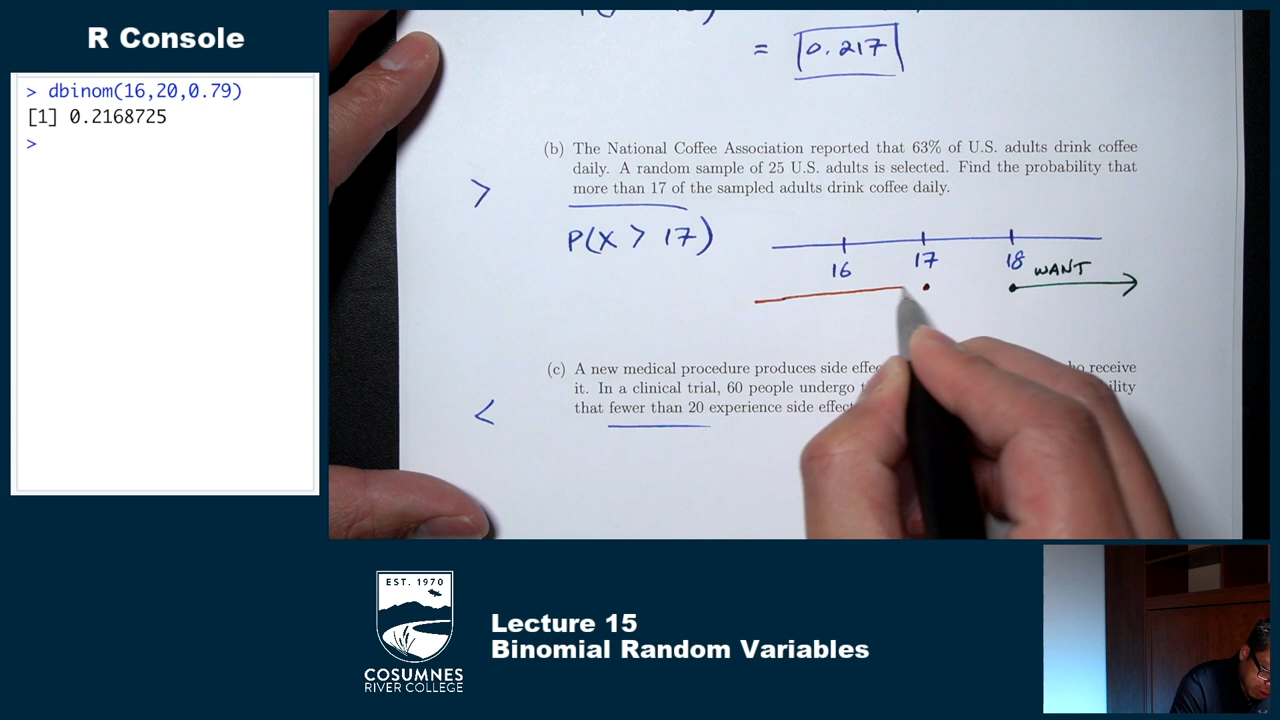 R Console
> dbinom(16,20,0.79)
[1] 0.2168725
>
= 0.217
(b) The National Coffee Association reported that 63% of U.S. adults drink coffee
daily. A random sample of 25 U.S. adults is selected. Find the probability that
more than 17 of the sampled adults drink coffee daily.
>
P(X > 17)
16 17 18
WANT
(c) A new medical procedure produces side receive
it. In a clinical trial, 60 people undergo
that fewer than 20 experience side
<
EST. 1970
COSUMNES
RIVER COLLEGE
Lecture 15
Binomial Random Variables